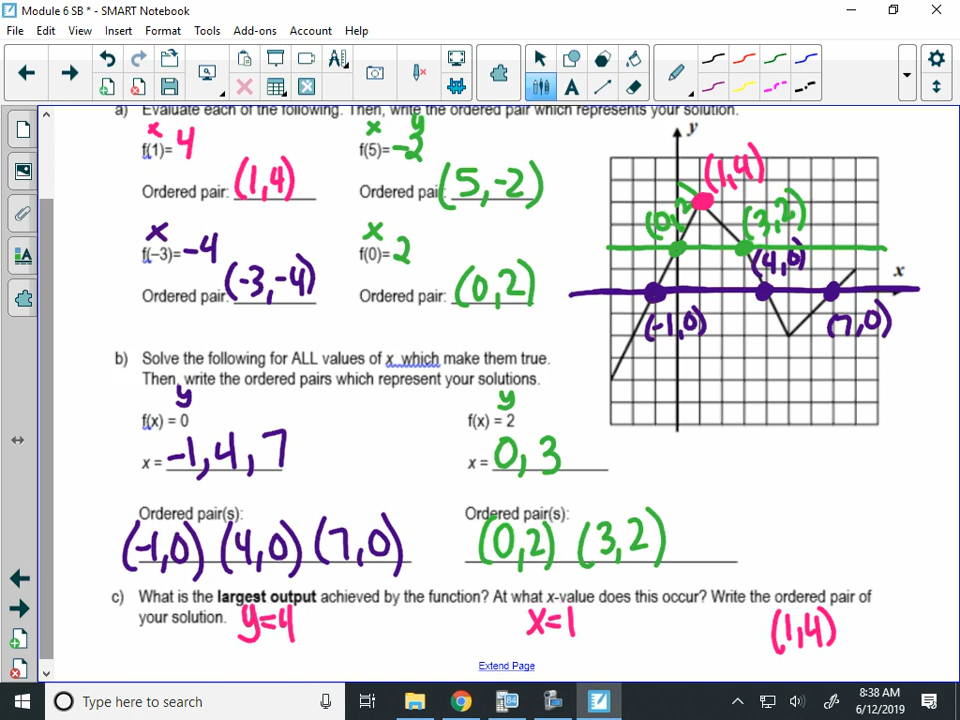 Module 6 SB * - SMART Notebook
File Edit View Insert Format Tools Add-ons Account Help
a) Evaluate each of the following. Then, write the ordered pair which represents your solution.
x x y
f(1)= 4 f(5)= -2
Ordered pair: (1,4) Ordered pair: (5,-2)
x x
f(-3)= -4 f(0)= 2
Ordered pair: (-3,-4) Ordered pair: (0,2)
y
(1,4)
(0,2) (3,2)
(4,0) x
(-1,0) (7,0)
b) Solve the following for ALL values of x which make them true.
Then, write the ordered pairs which represent your solutions.
y y
f(x) = 0 f(x) = 2
x = -1,4,7 x = 0,3
Ordered pair(s): Ordered pair(s):
(-1,0) (4,0) (7,0) (0,2) (3,2)
c) What is the largest output achieved by the function? At what x-value does this occur? Write the ordered pair of
your solution. y=4 x=1 (1,4)
Extend Page
Type here to search 8:38 AM
6/12/2019